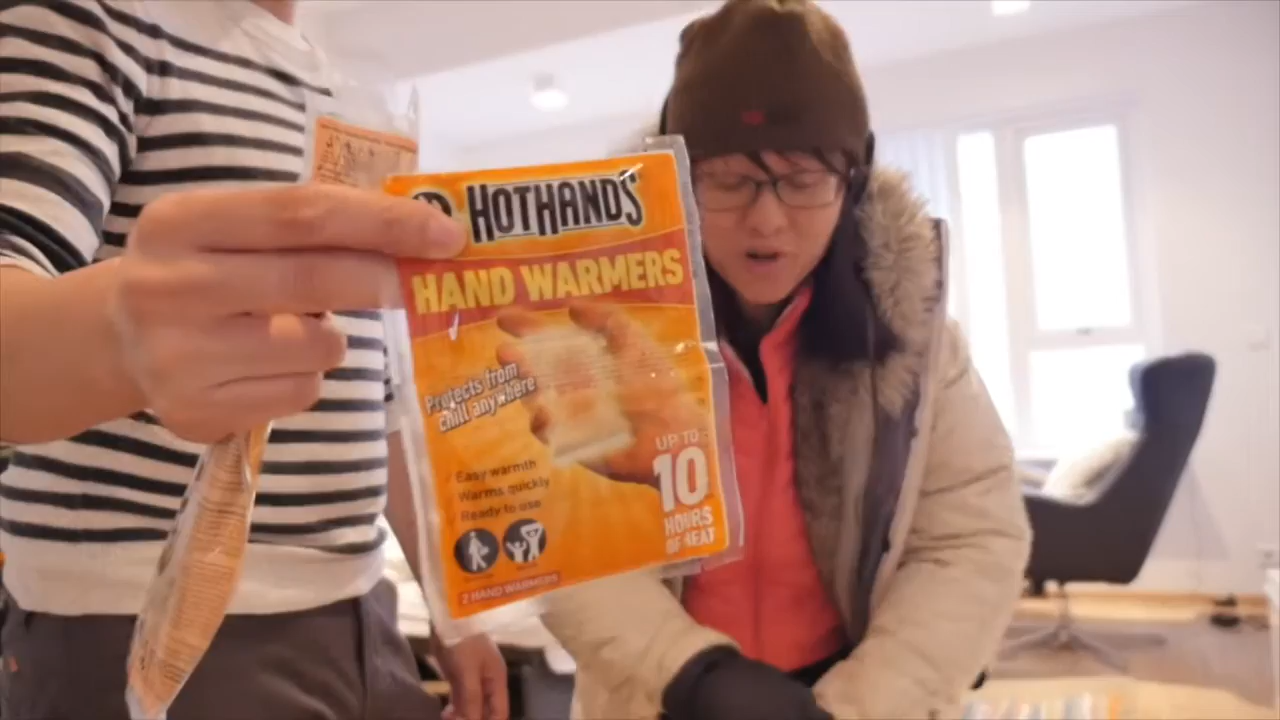 HOTHANDS
HAND WARMERS
Protects from
chill anywhere
UP TO
10
HOURS
OF HEAT
Easy warmth
Warms quickly
Ready to use
2 HAND WARMERS